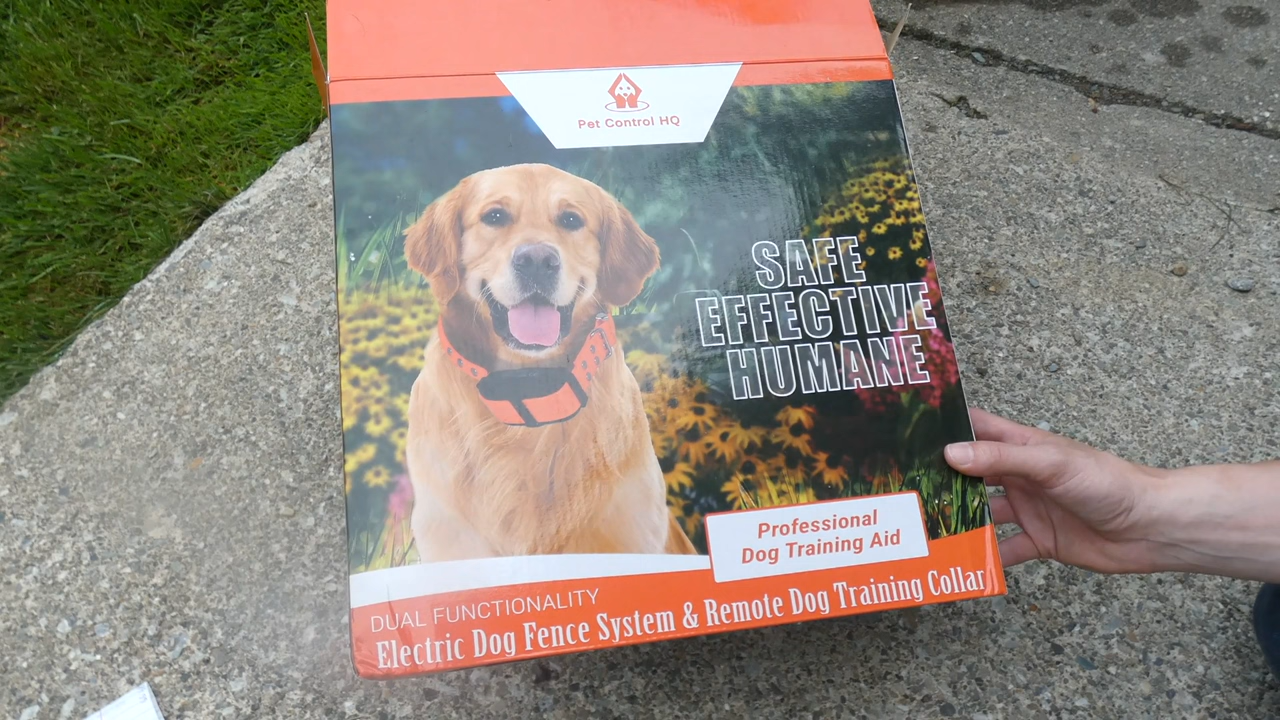 Pet Control HQ
SAFE
EFFECTIVE
HUMANE
Professional
Dog Training Aid
DUAL FUNCTIONALITY
Electric Dog Fence System & Remote Dog Training Collar